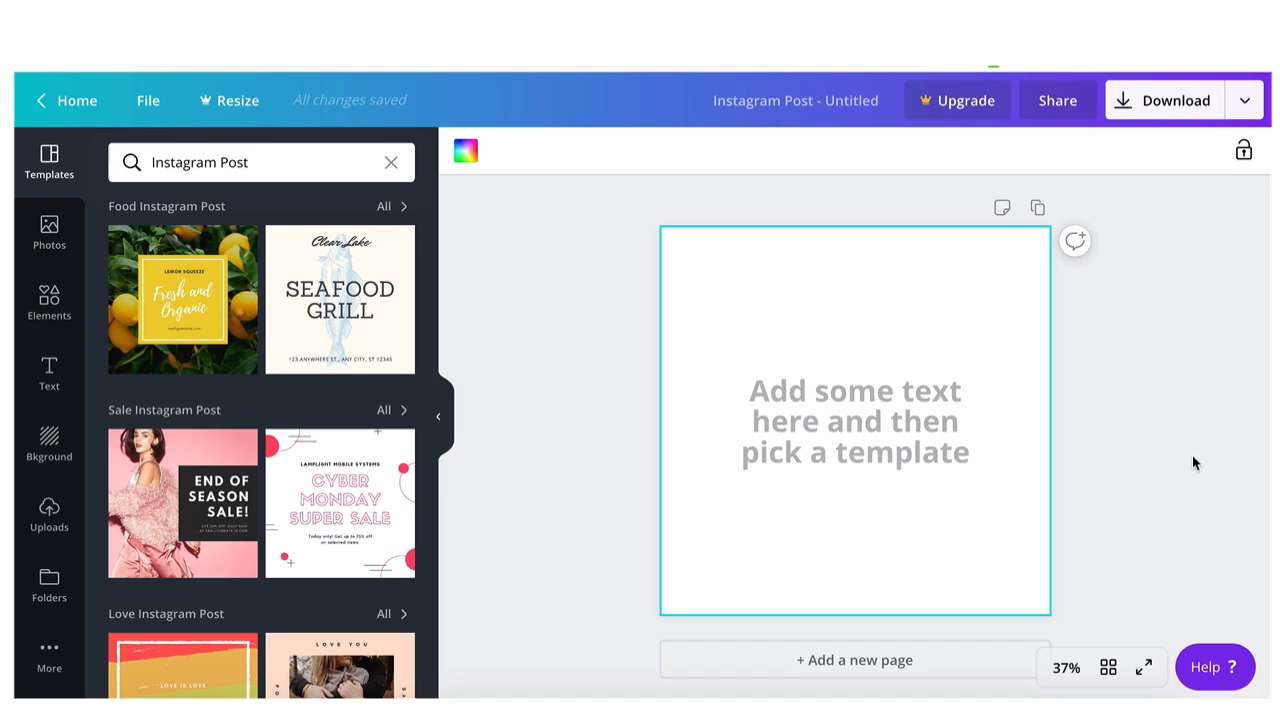 Home
File
Resize
All changes saved
Instagram Post - Untitled
Upgrade
Share
Download
Templates
Photos
Elements
Text
Bkground
Uploads
Folders
More
Instagram Post
Food Instagram Post
All
LEMON SQUEEZE
Fresh and
Organic
Clear Lake
SEAFOOD
GRILL
123 ANYWHERE ST., ANY CITY, ST 12345
Sale Instagram Post
All
END OF
SEASON
SALE!
LAMPLIGHT MOBILE SYSTEMS
CYBER
MONDAY
SUPER SALE
Today only! Get up to 75% off
on selected items.
Love Instagram Post
All
LOVE IS LOVE
LOVE YOU
Add some text
here and then
pick a template
+ Add a new page
37%
Help ?